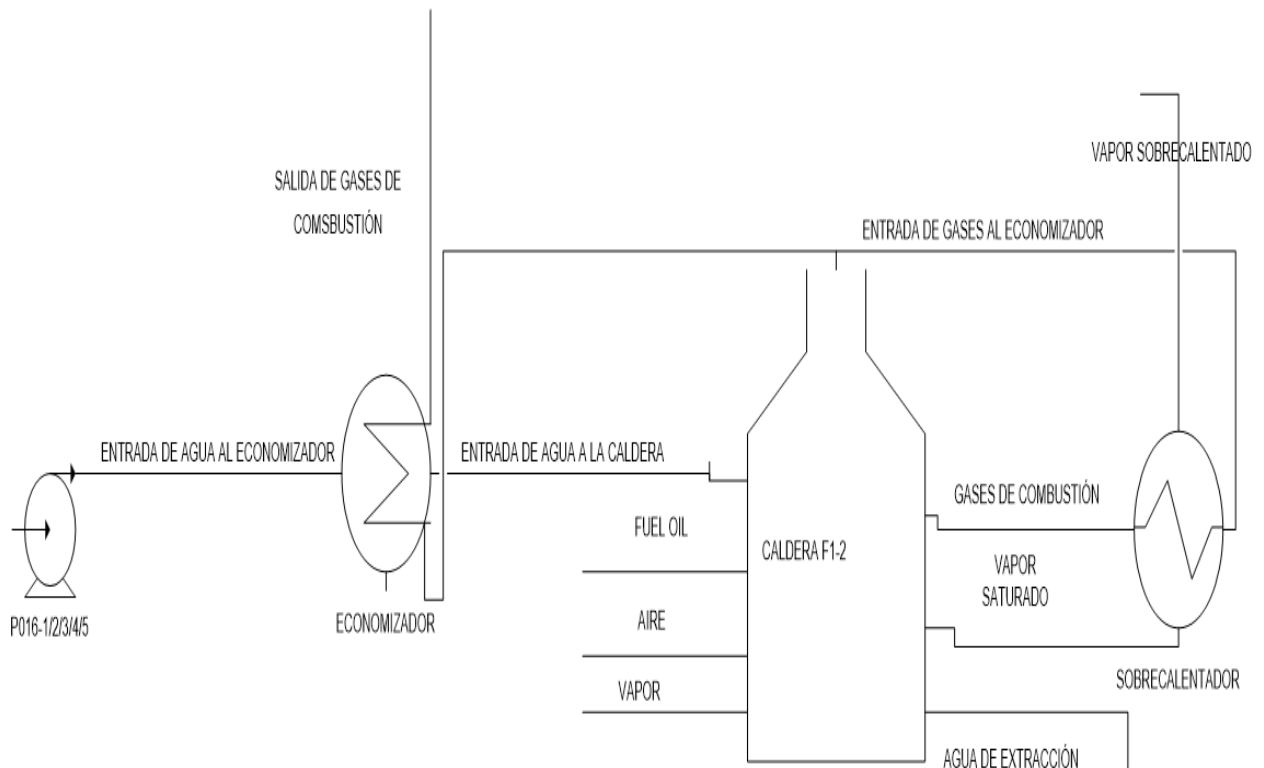 VAPOR SOBRECALENTADO
SALIDA DE GASES DE
COMSBUSTIÓN
ENTRADA DE GASES AL ECONOMIZADOR
ENTRADA DE AGUA AL ECONOMIZADOR
ENTRADA DE AGUA A LA CALDERA
GASES DE COMBUSTIÓN
FUEL OIL
CALDERA F1-2
VAPOR
SATURADO
P016-1/2/3/4/5
ECONOMIZADOR
AIRE
SOBRECALENTADOR
VAPOR
AGUA DE EXTRACCIÓN